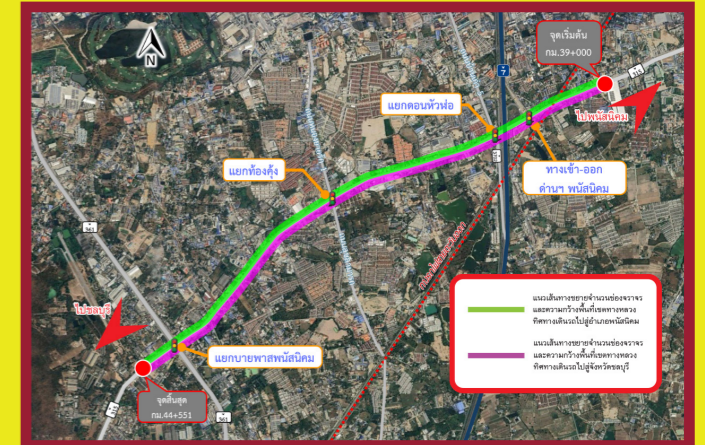 N
จุดเริ่มต้น
กม.39+000
7
315
แยกดอนหัวฬ่อ
ไปพนัสนิคม
ทางเข้า-ออก
ด่านฯ พนัสนิคม
แยกท้องคุ้ง
361
ไปชลบุรี
แนวเส้นทางขยายจำนวนช่องจราจร
และความกว้างพื้นที่เขตทางหลวง
ทิศทางเดินรถไปสู่อำเภอพนัสนิคม
แนวเส้นทางขยายจำนวนช่องจราจร
และความกว้างพื้นที่เขตทางหลวง
ทิศทางเดินรถไปสู่จังหวัดชลบุรี
แยกบายพาสพนัสนิคม
จุดสิ้นสุด
กม.44+551
315
361